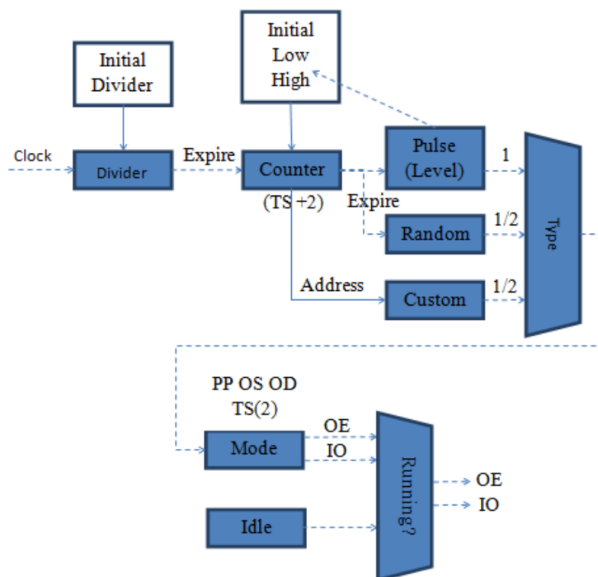 Initial
Divider
Initial
Low
High
Clock
Divider
Expire
Counter
(TS +2)
Pulse
(Level)
1
Expire
Random
1/2
Type
Address
Custom
1/2
PP OS OD
TS(2)
Mode
OE
IO
Running?
OE
IO
Idle